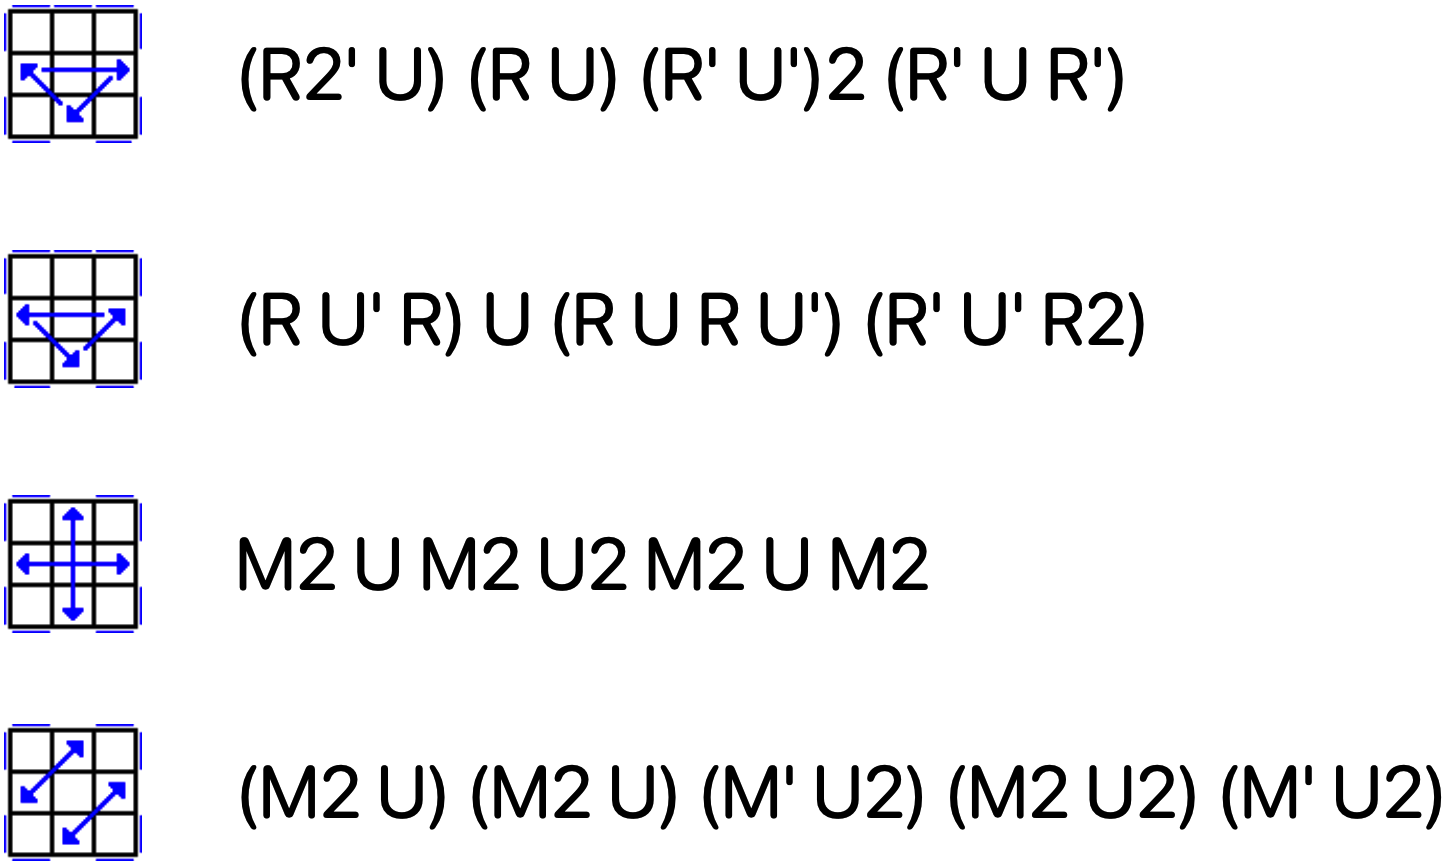 (R2' U) (R U) (R' U')2 (R' U R')
(R U' R) U (R U R U') (R' U' R2)
M2 U M2 U2 M2 U M2
(M2 U) (M2 U) (M' U2) (M2 U2) (M' U2)